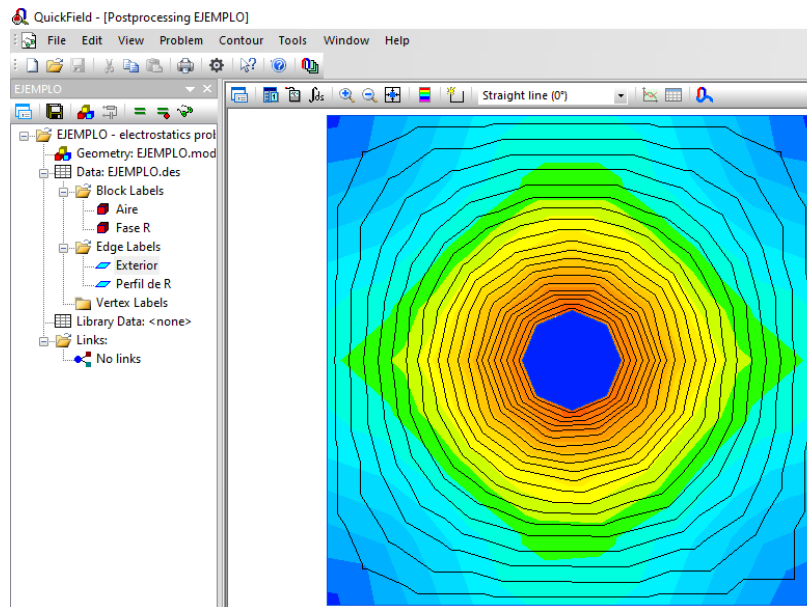 QuickField - [Postprocessing EJEMPLO]
File Edit View Problem Contour Tools Window Help
EJEMPLO
Straight line (0°)
EJEMPLO - electrostatics prol
Geometry: EJEMPLO.mod
Data: EJEMPLO.des
Block Labels
Aire
Fase R
Edge Labels
Exterior
Perfil de R
Vertex Labels
Library Data: <none>
Links:
No links